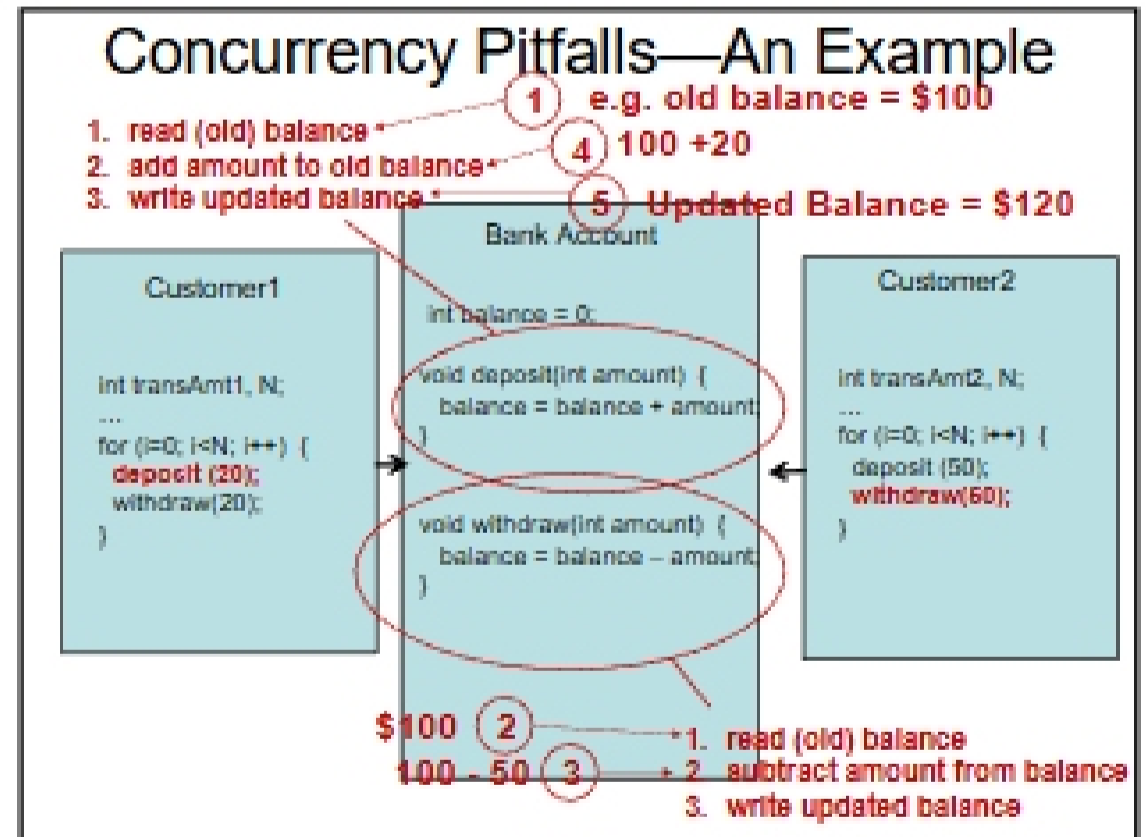 Concurrency Pitfalls—An Example
1 e.g. old balance = $100
1. read (old) balance
4 100 +20
2. add amount to old balance
3. write updated balance
5 Updated Balance = $120
Bank Account
int balance = 0;
void deposit(int amount) {
balance = balance + amount;
}
void withdraw(int amount) {
balance = balance – amount;
}
Customer1
int transAmt1, N;
...
for (i=0; i<N; i++) {
deposit (20);
withdraw(20);
}
Customer2
int transAmt2, N;
...
for (i=0; i<N; i++) {
deposit (50);
}
$100 2
100 - 50 3
1. read (old) balance
2. subtract amount from balance
3. write updated balance